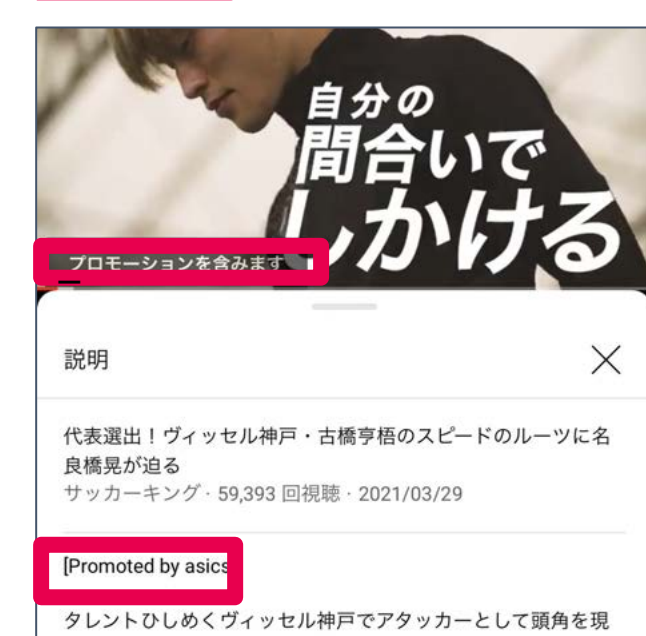 自分の
間合いで
しかける
プロモーションを含みます
説明
代表選出！ヴィッセル神戸・古橋亨梧のスピードのルーツに名
良橋晃が迫る
サッカーキング · 59,393 回視聴 · 2021/03/29
[Promoted by asics
タレントひしめくヴィッセル神戸でアタッカーとして頭角を現